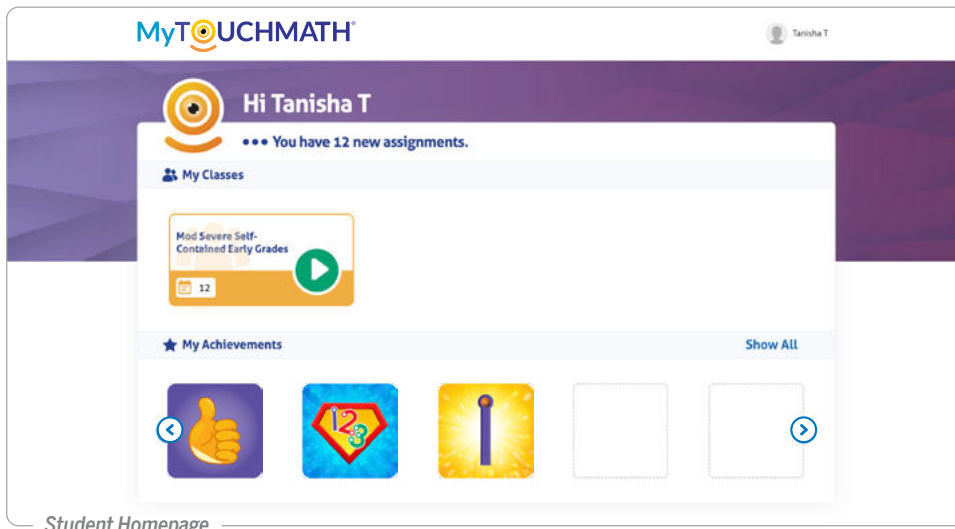 MyTOUCHMATH®
Tanisha T
Hi Tanisha T
••• You have 12 new assignments.
My Classes
Mod Severe Self-
Contained Early Grades
12
My Achievements
Show All
123
Student Homepage